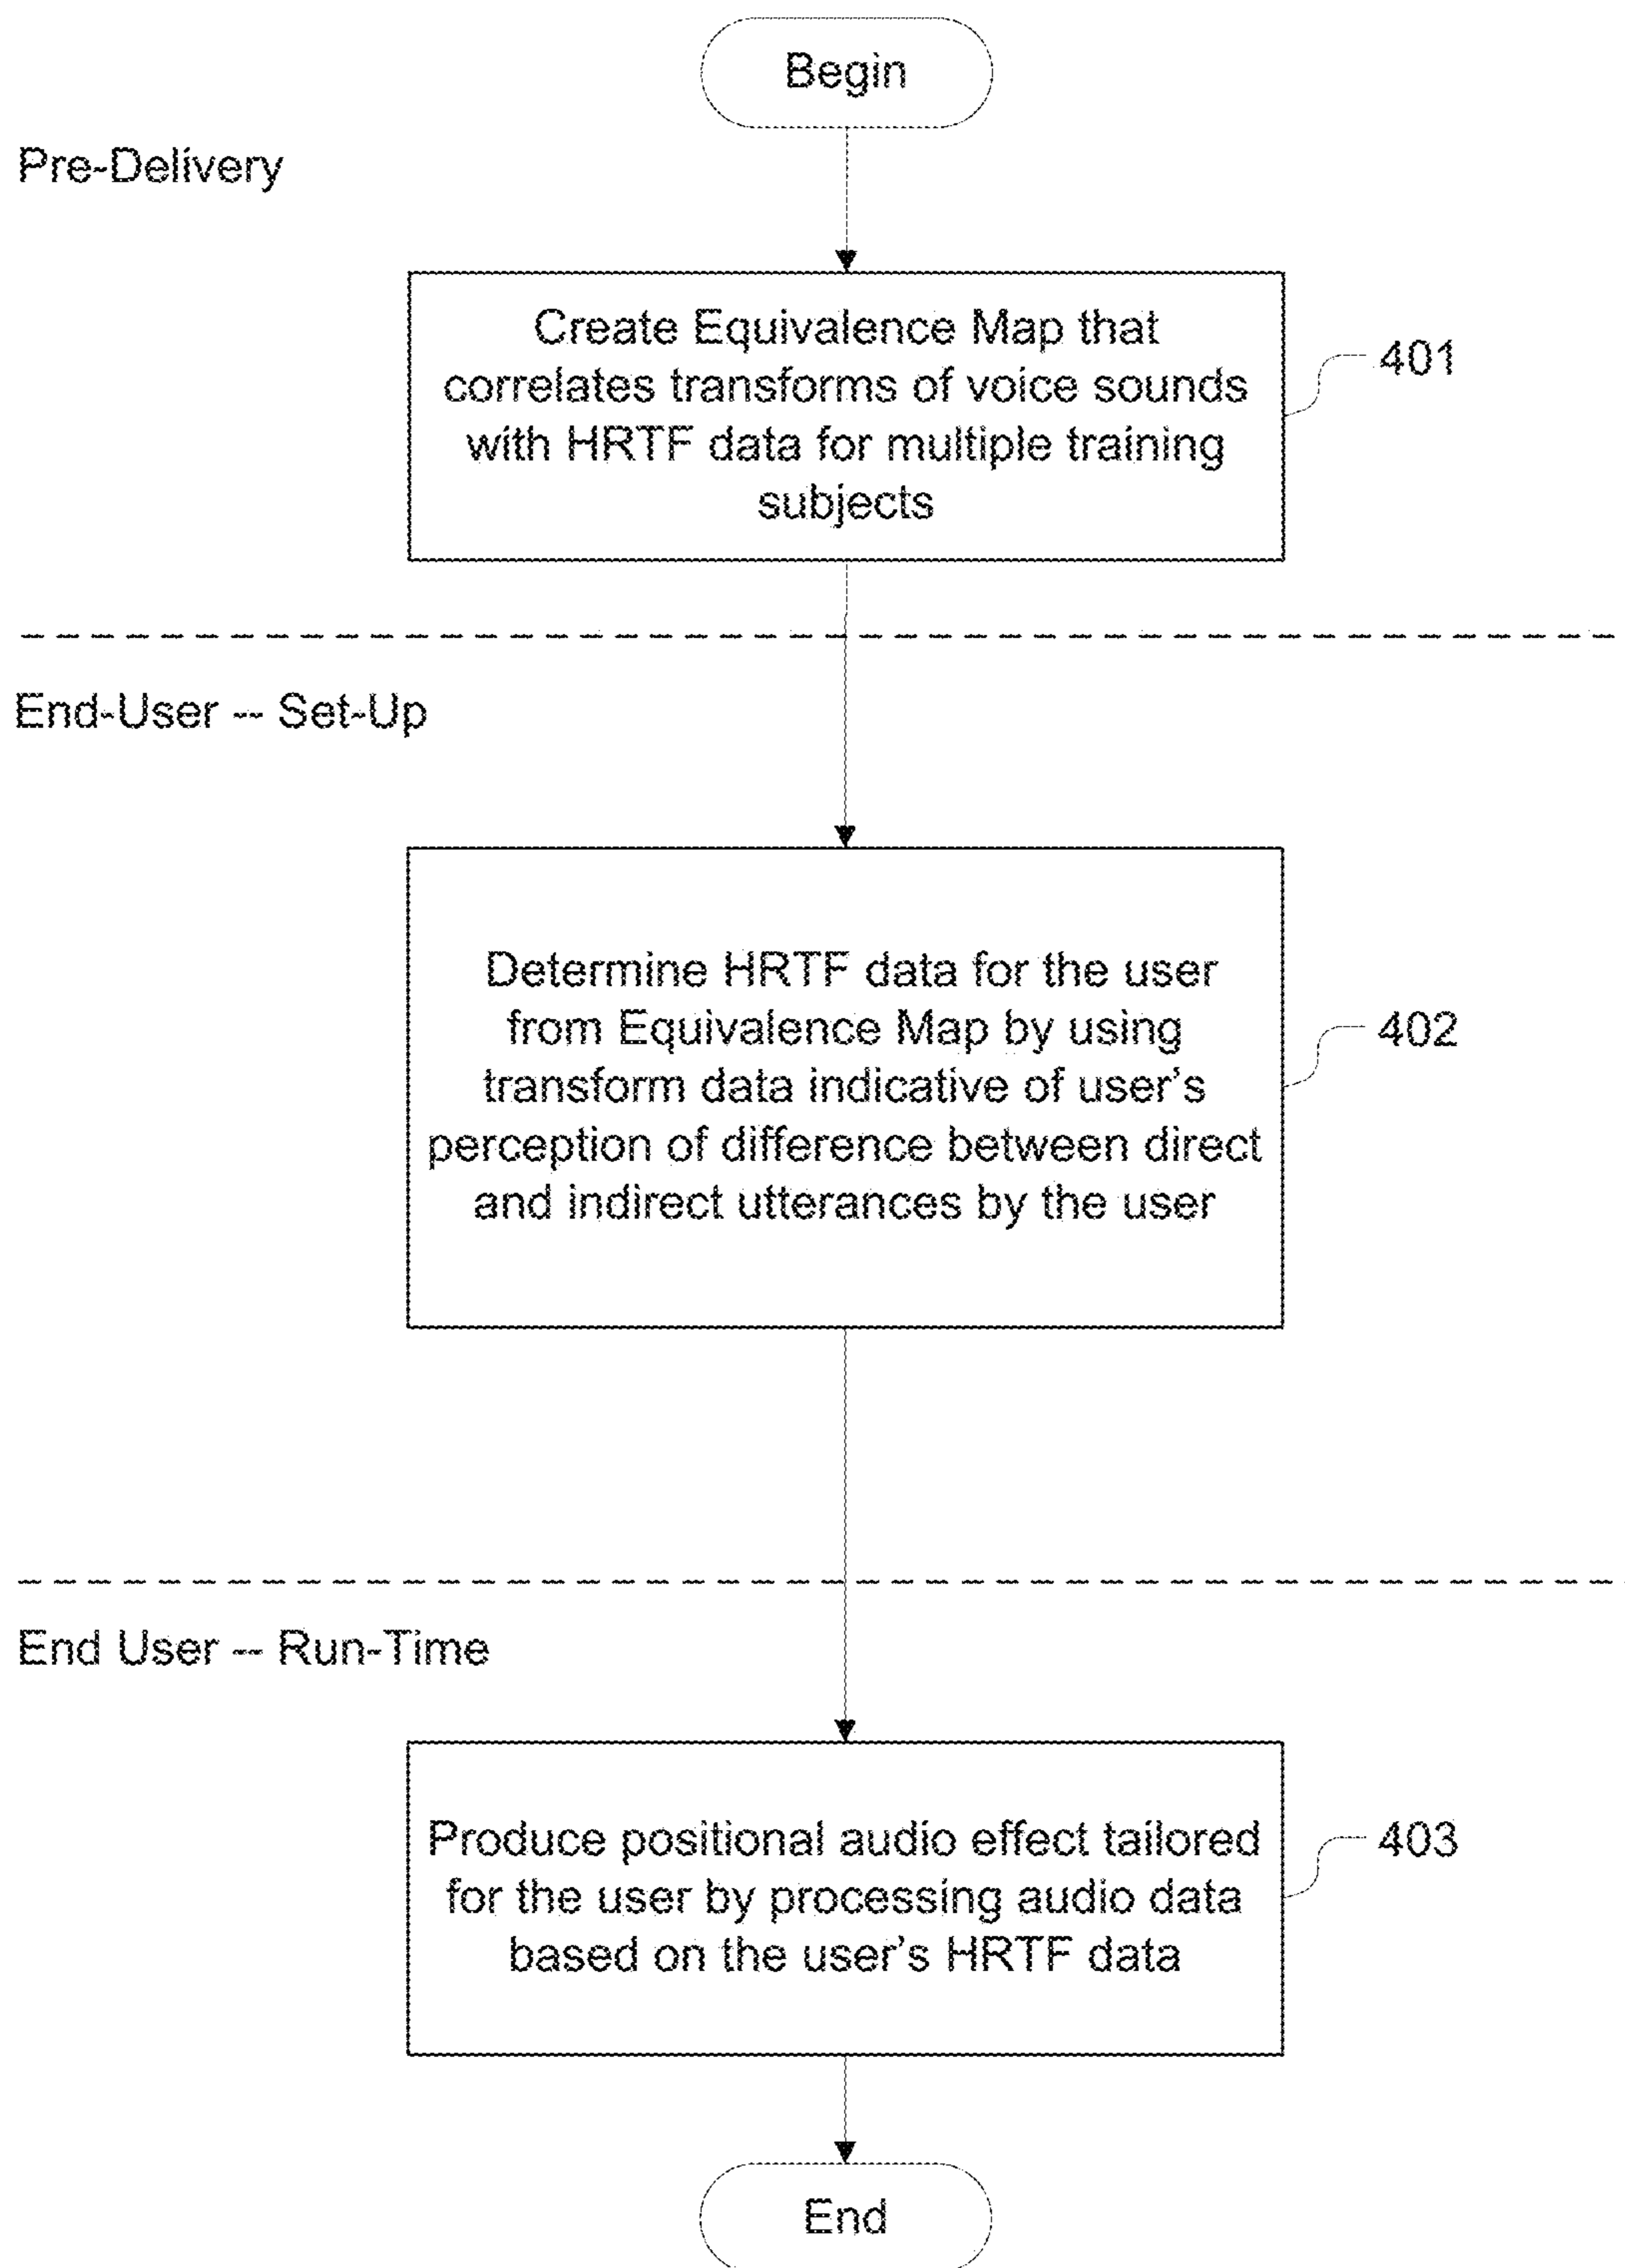 Begin
Pre-Delivery
Create Equivalence Map that
correlates transforms of voice sounds
with HRTF data for multiple training
subjects
401
End-User -- Set-Up
Determine HRTF data for the user
from Equivalence Map by using
transform data indicative of user's
perception of difference between direct
and indirect utterances by the user
402
End User -- Run-Time
Produce positional audio effect tailored
for the user by processing audio data
based on the user's HRTF data
403
End